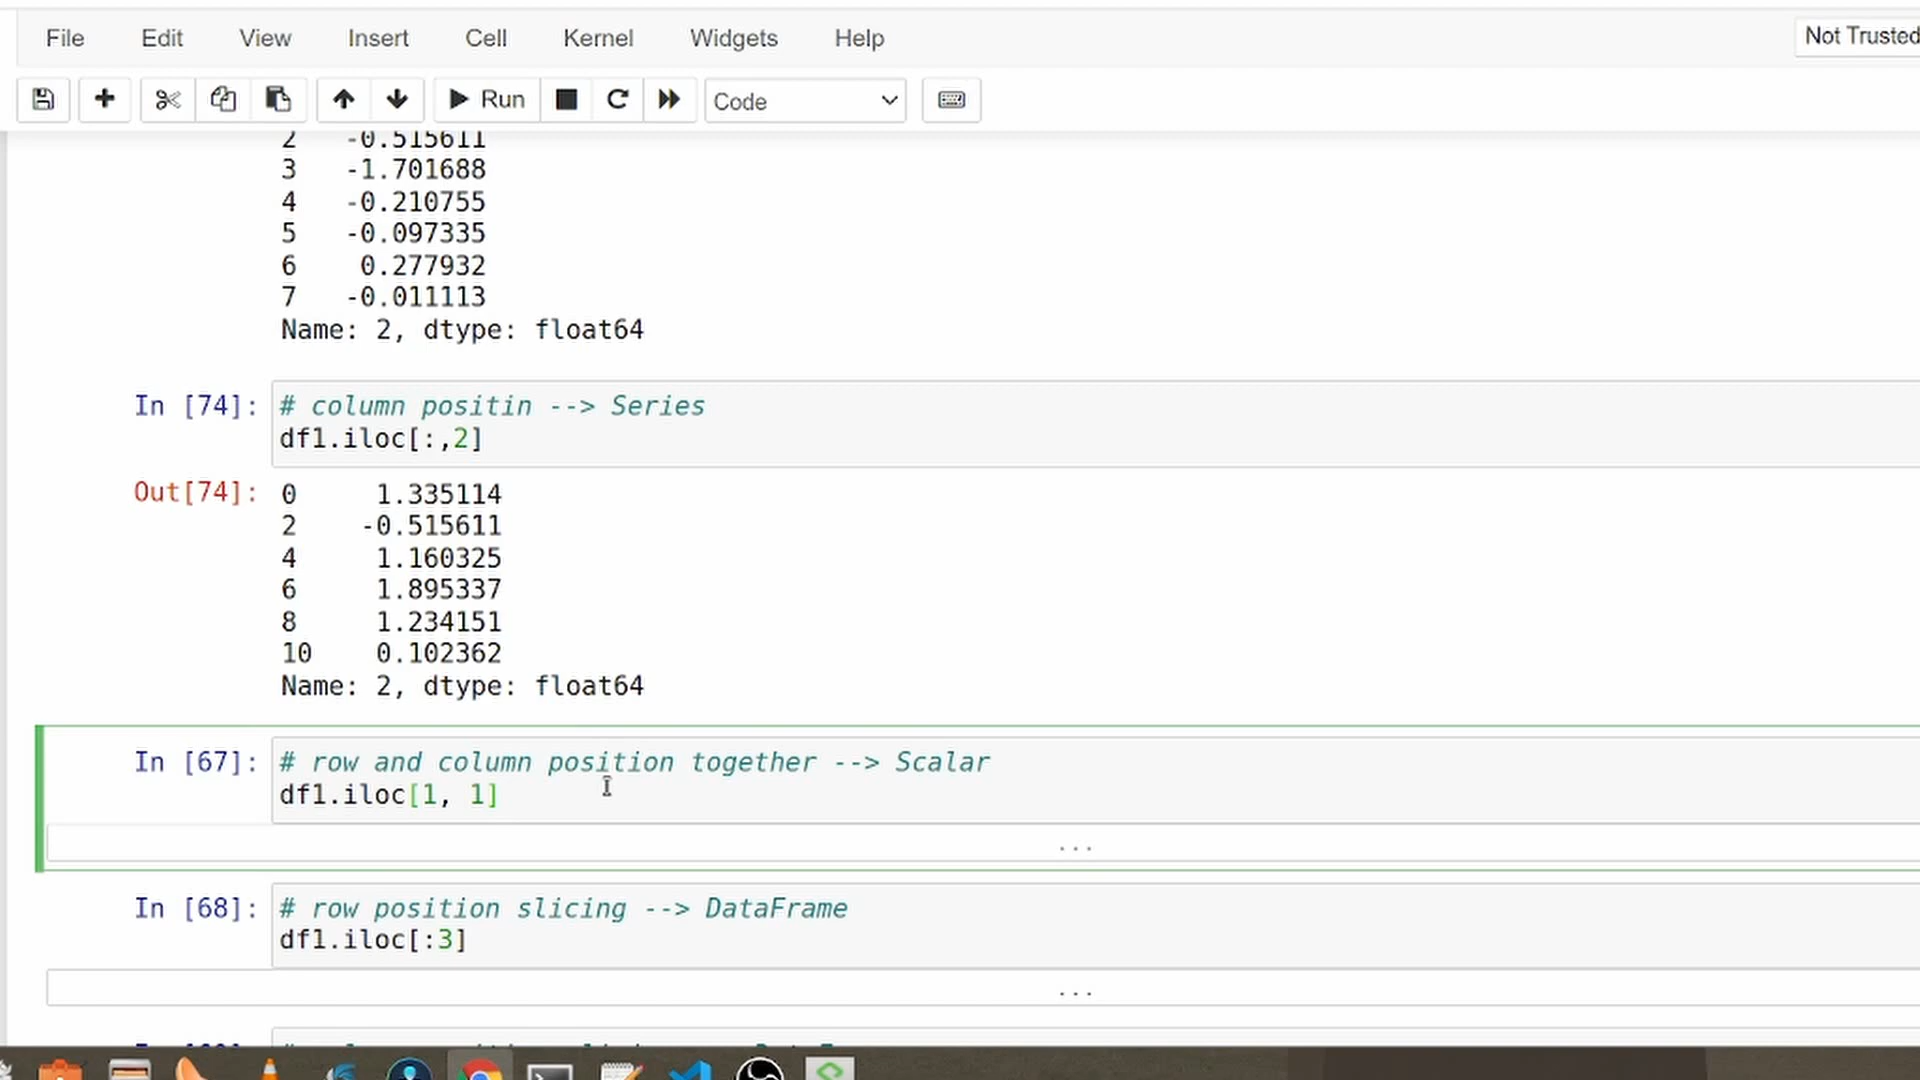 File Edit View Insert Cell Kernel Widgets Help Not Trusted
Run Code
2 -0.515611
3 -1.701688
4 -0.210755
5 -0.097335
6 0.277932
7 -0.011113
Name: 2, dtype: float64
In [74]: # column positin --> Series
df1.iloc[:,2]
Out[74]: 0 1.335114
2 -0.515611
4 1.160325
6 1.895337
8 1.234151
10 0.102362
Name: 2, dtype: float64
In [67]: # row and column position together --> Scalar
df1.iloc[1, 1]
...
In [68]: # row position slicing --> DataFrame
df1.iloc[:3]
...